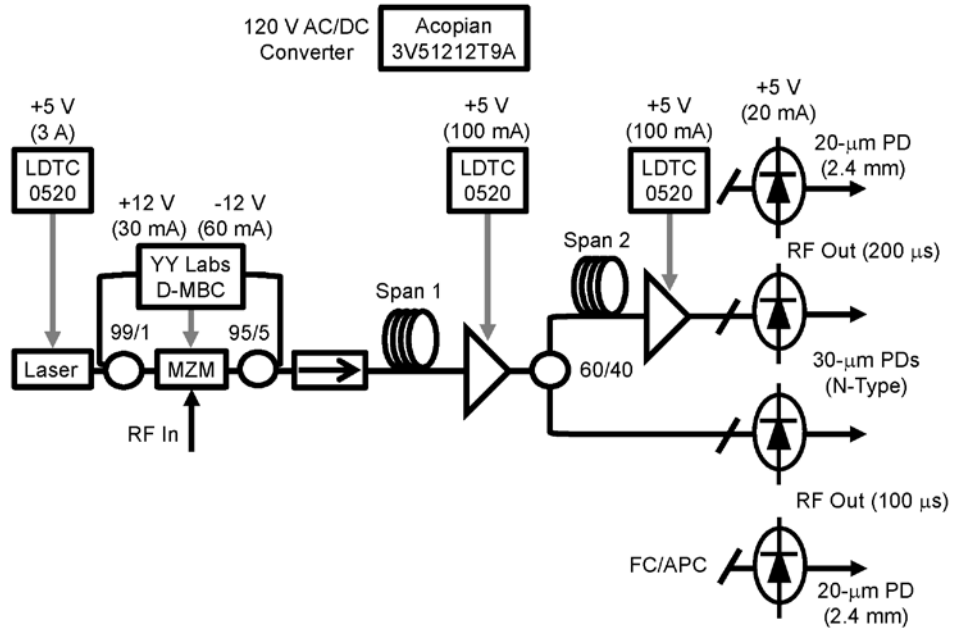 120 V AC/DC
Converter
Acopian
3V51212T9A
+5 V
(3 A)
LDTC
0520
+12 V
(30 mA)
-12 V
(60 mA)
YY Labs
D-MBC
99/1
95/5
Laser
MZM
RF In
Span 1
+5 V
(100 mA)
LDTC
0520
Span 2
60/40
+5 V
(100 mA)
LDTC
0520
+5 V
(20 mA)
20-μm PD
(2.4 mm)
RF Out (200 μs)
30-μm PDs
(N-Type)
RF Out (100 μs)
FC/APC
20-μm PD
(2.4 mm)